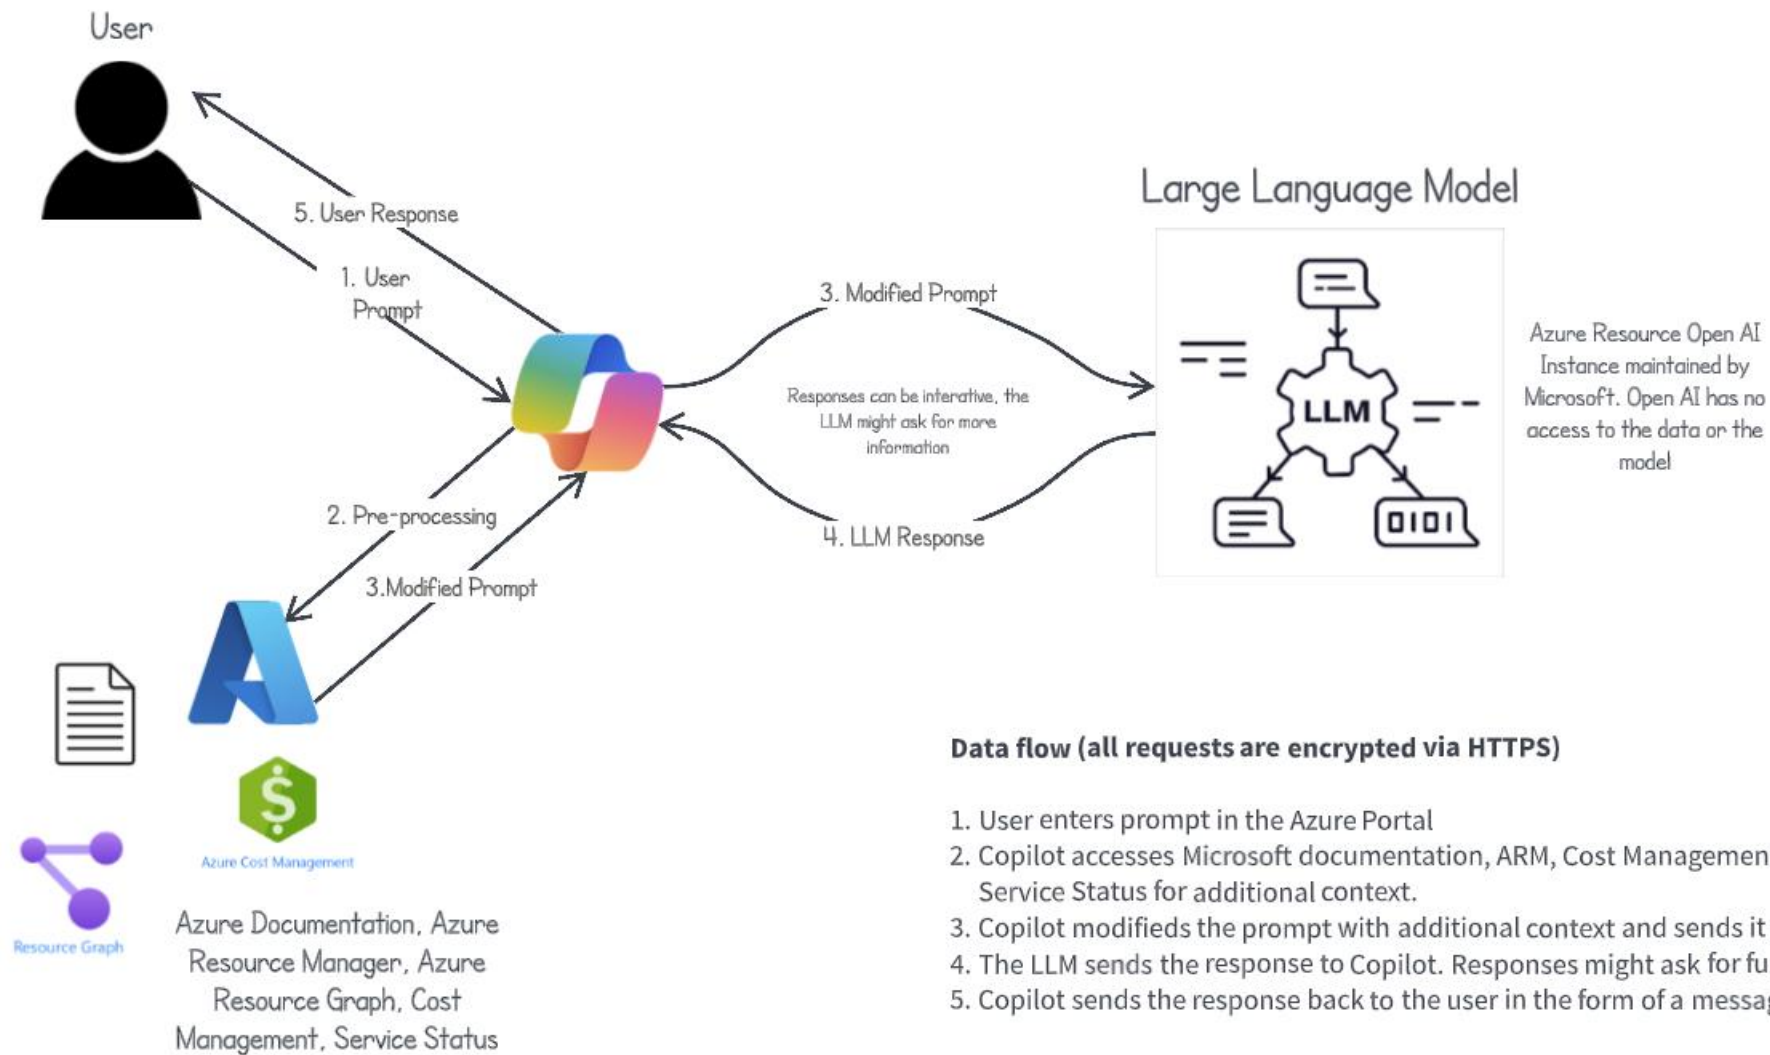 User
5. User Response
1. User
Prompt
Large Language Model
3. Modified Prompt
Responses can be interative, the
LLM might ask for more
information
LLM
0101
Azure Resource Open AI
Instance maintained by
Microsoft. Open AI has no
access to the data or the
model
4. LLM Response
2. Pre-processing
3.Modified Prompt
$
Azure Cost Management
Resource Graph
Azure Documentation, Azure
Resource Manager, Azure
Resource Graph, Cost
Management, Service Status
Data flow (all requests are encrypted via HTTPS)
1. User enters prompt in the Azure Portal
2. Copilot accesses Microsoft documentation, ARM, Cost Managemen
Service Status for additional context.
3. Copilot modifieds the prompt with additional context and sends it
4. The LLM sends the response to Copilot. Responses might ask for fu
5. Copilot sends the response back to the user in the form of a messa